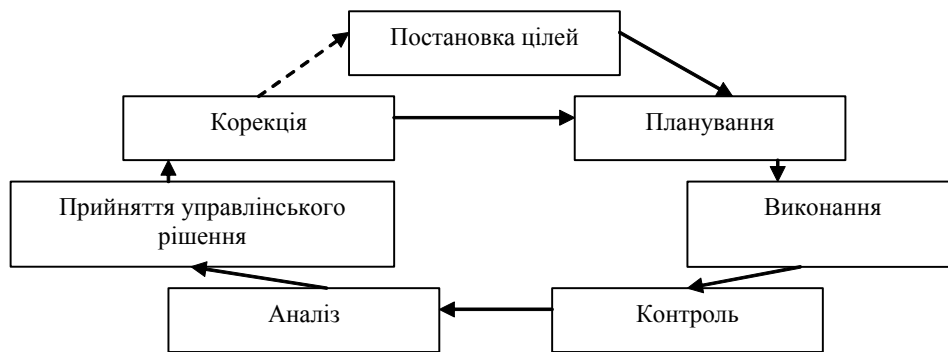 Постановка цілей
Корекція
Планування
Прийняття управлінського
рішення
Виконання
Аналіз
Контроль